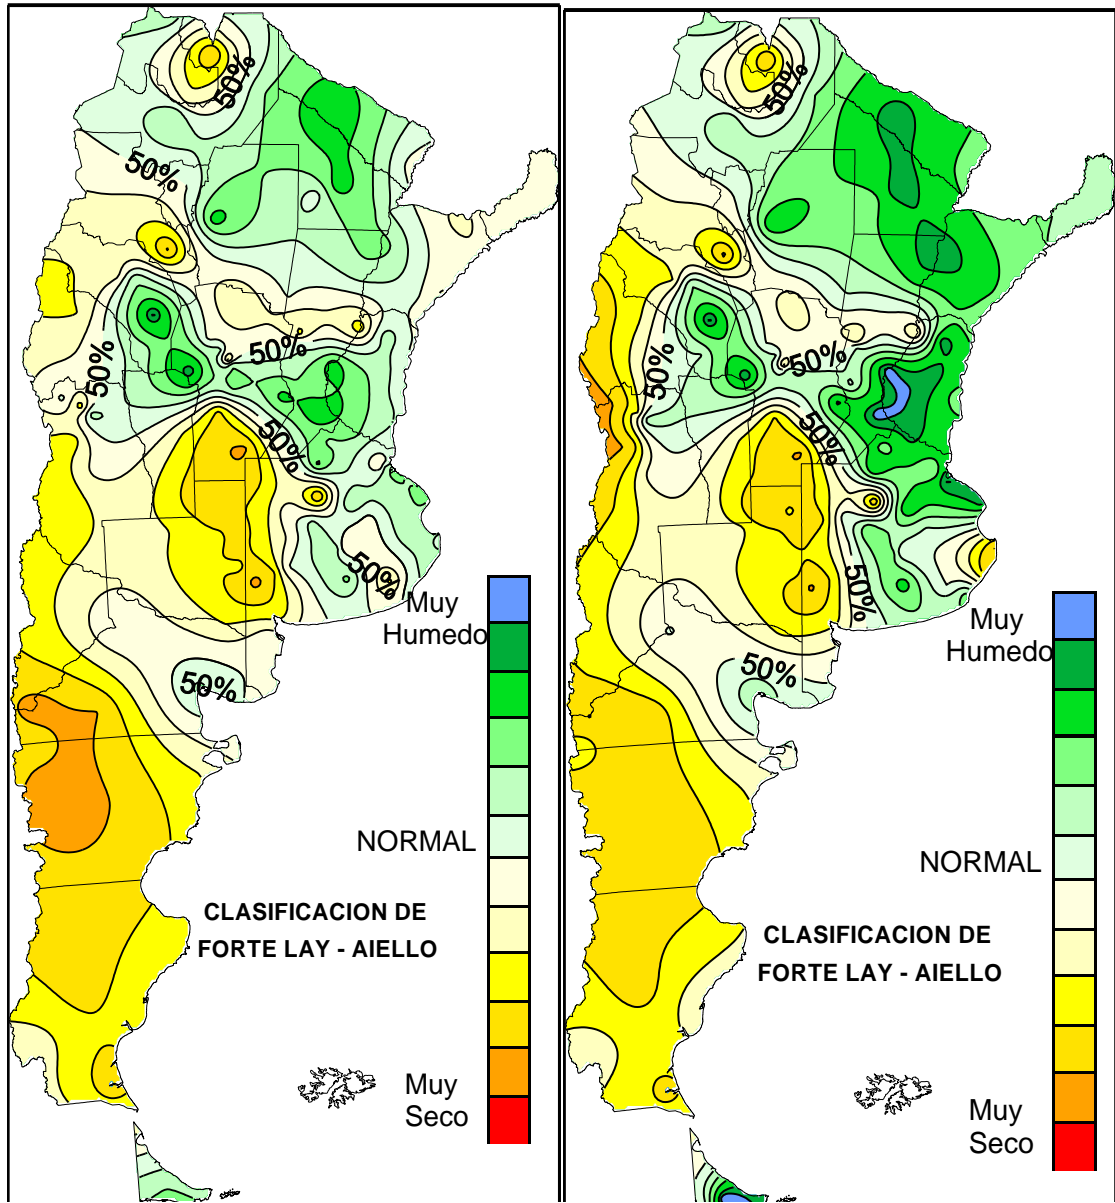 50%
50%
50%
50%
50%
50%
50%
Muy
Humedo
NORMAL
CLASIFICACION DE
FORTE LAY - AIELLO
Muy
Seco
50%
50%
50%
50%
50%
50%
Muy
Humedo
NORMAL
CLASIFICACION DE
FORTE LAY - AIELLO
Muy
Seco